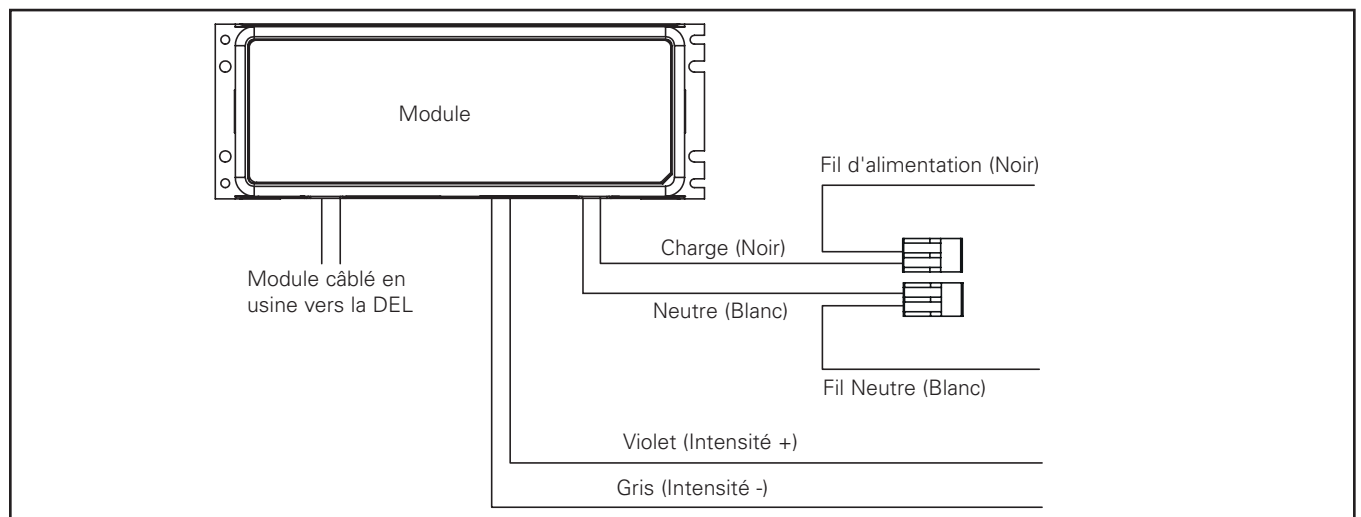 Module
Fil d'alimentation (Noir)
Charge (Noir)
Module câblé en
usine vers la DEL
Neutre (Blanc)
Fil Neutre (Blanc)
Violet (Intensité +)
Gris (Intensité -)